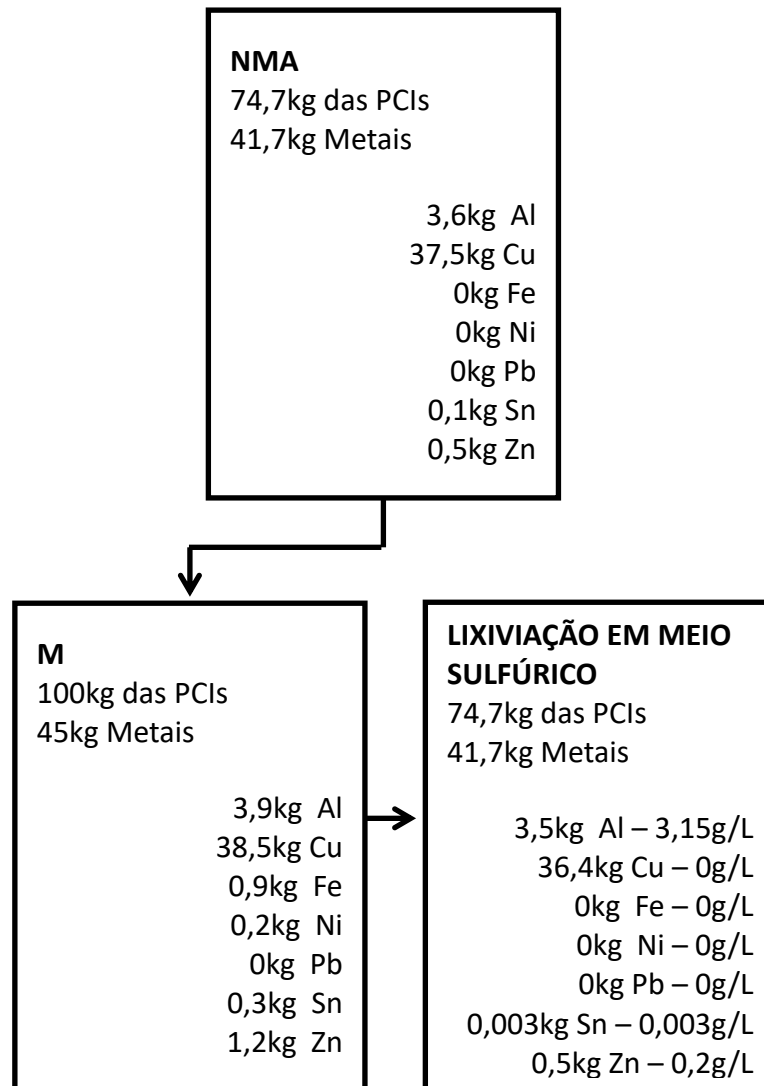 NMA
74,7kg das PCIs
41,7kg Metais
3,6kg Al
37,5kg Cu
0kg Fe
0kg Ni
0kg Pb
0,1kg Sn
0,5kg Zn
M
100kg das PCIs
45kg Metais
3,9kg Al
38,5kg Cu
0,9kg Fe
0,2kg Ni
0kg Pb
0,3kg Sn
1,2kg Zn
LIXIVIAÇÃO EM MEIO
SULFÚRICO
74,7kg das PCIs
41,7kg Metais
3,5kg Al – 3,15g/L
36,4kg Cu – 0g/L
0kg Fe – 0g/L
0kg Ni – 0g/L
0kg Pb – 0g/L
0,003kg Sn – 0,003g/L
0,5kg Zn – 0,2g/L